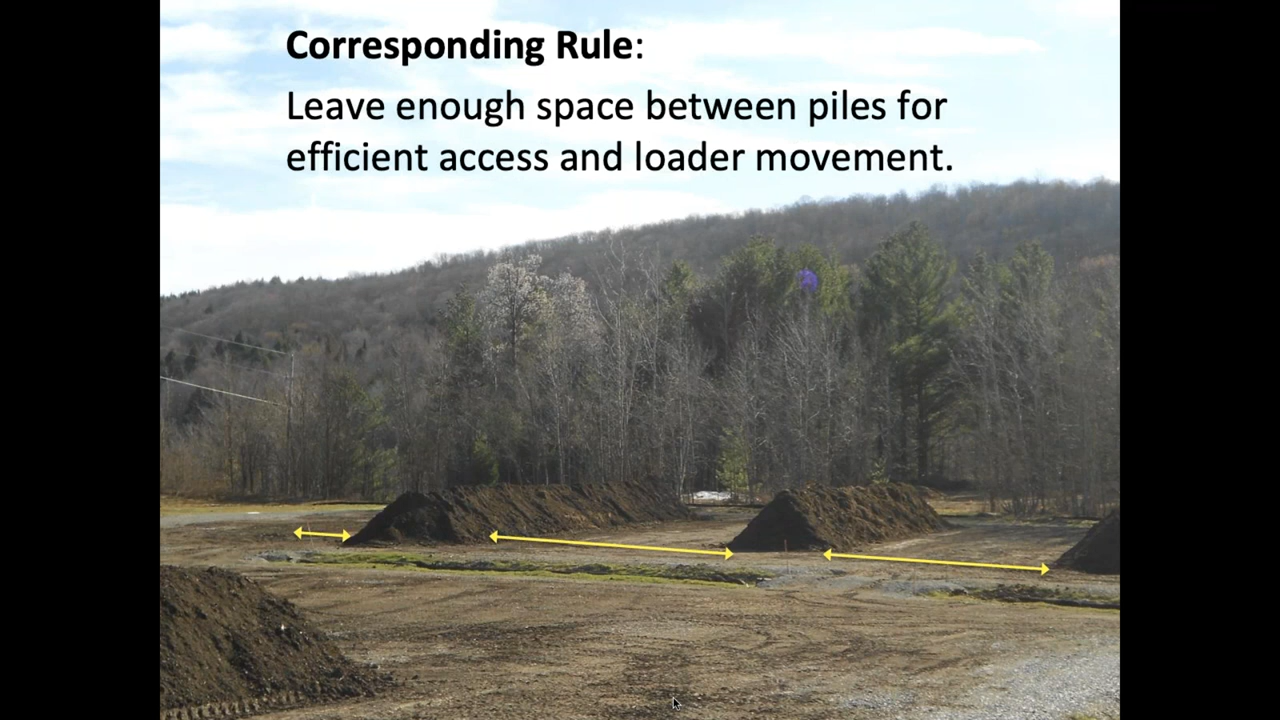 Corresponding Rule:
Leave enough space between piles for
efficient access and loader movement.